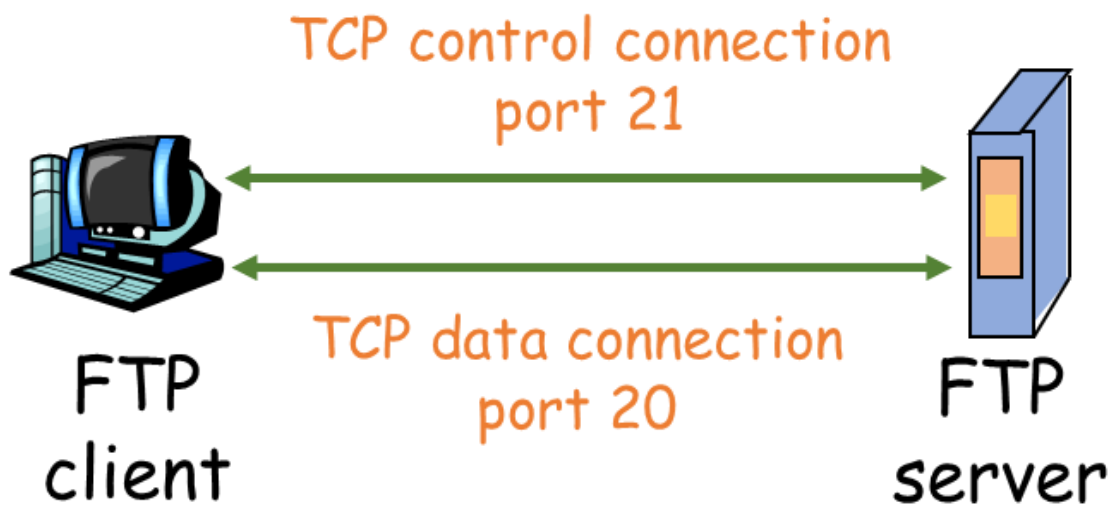 TCP control connection
port 21
TCP data connection
port 20
FTP
client
FTP
server